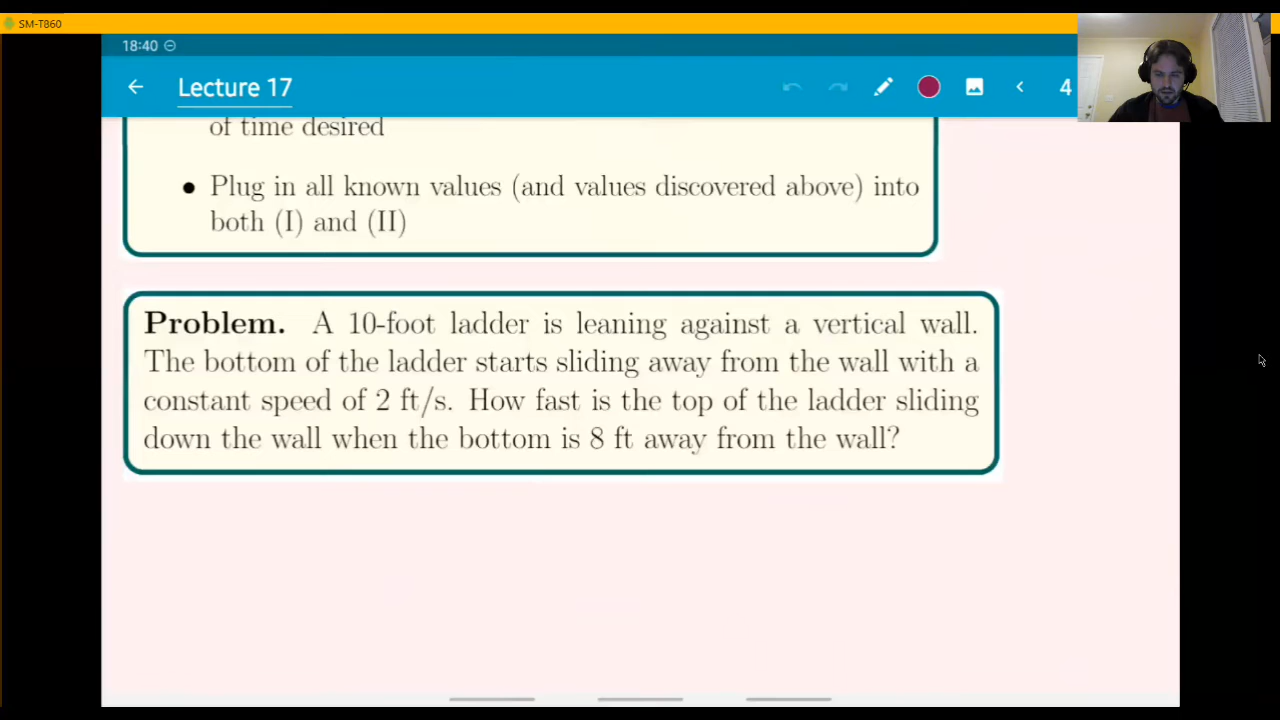 SM-T860
18:40
Lecture 17
4
of time desired
• Plug in all known values (and values discovered above) into
both (I) and (II)
Problem. A 10-foot ladder is leaning against a vertical wall.
The bottom of the ladder starts sliding away from the wall with a
constant speed of 2 ft/s. How fast is the top of the ladder sliding
down the wall when the bottom is 8 ft away from the wall?